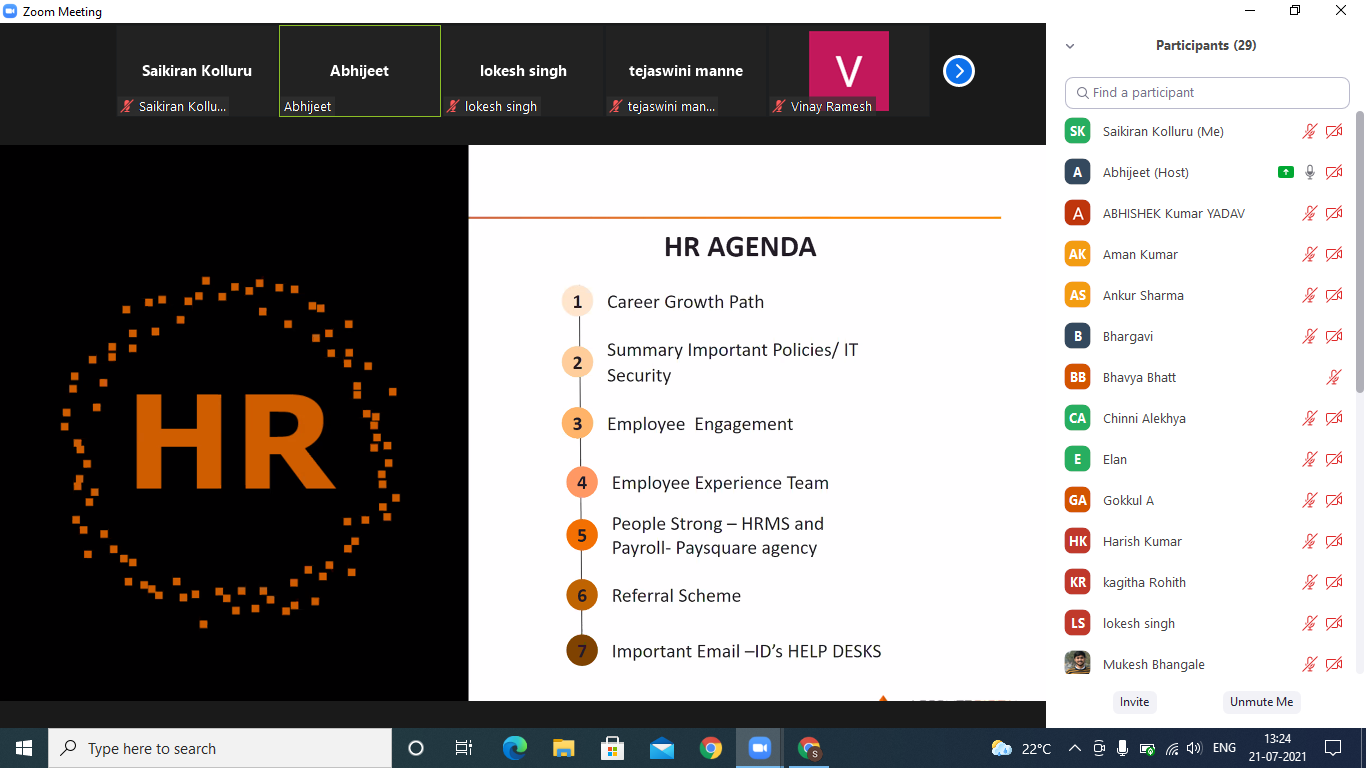 Zoom Meeting
Saikiran Kolluru
Abhijeet
lokesh singh
tejaswini manne
V
Saikiran Kollu...
Abhijeet
lokesh singh
tejaswini man...
Vinay Ramesh
HR
HR AGENDA
1 Career Growth Path
2 Summary Important Policies/ IT
Security
3 Employee Engagement
4 Employee Experience Team
5 People Strong – HRMS and
Payroll- Paysquare agency
6 Referral Scheme
7 Important Email –ID’s HELP DESKS
Participants (29)
Find a participant
SK Saikiran Kolluru (Me)
A Abhijeet (Host)
A ABHISHEK Kumar YADAV
AK Aman Kumar
AS Ankur Sharma
B Bhargavi
BB Bhavya Bhatt
CA Chinni Alekhya
E Elan
GA Gokkul A
HK Harish Kumar
KR kagitha Rohith
LS lokesh singh
Mukesh Bhangale
Invite
Unmute Me
Type here to search
S
22°C
ENG
13:24
21-07-2021